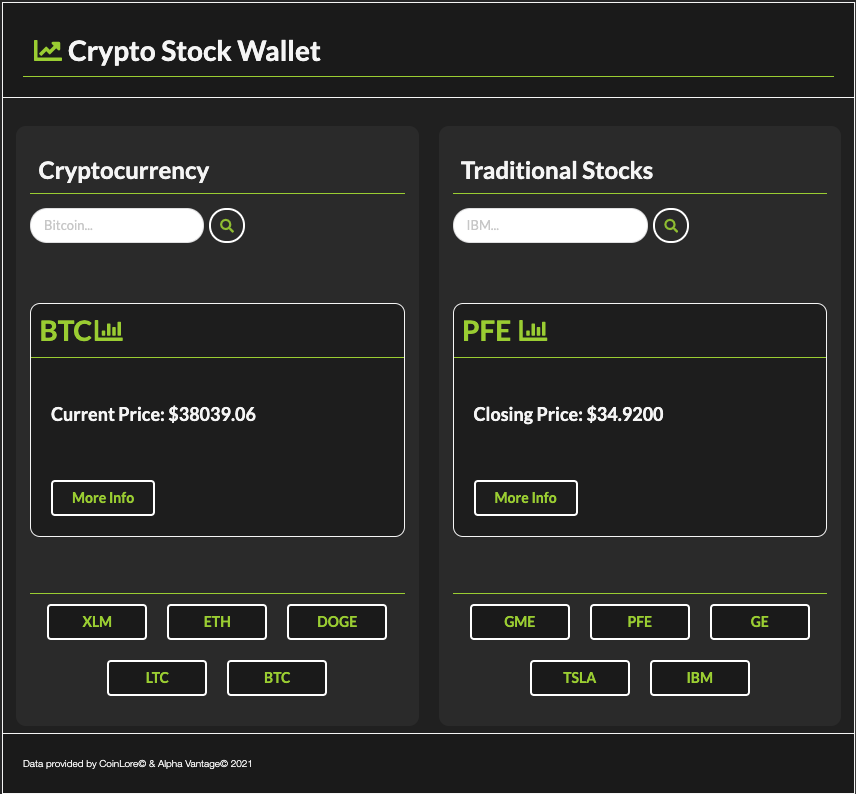 Crypto Stock Wallet
Cryptocurrency
Bitcoin...
BTC
Current Price: $38039.06
More Info
XLM ETH DOGE
LTC BTC
Traditional Stocks
IBM...
PFE
Closing Price: $34.9200
More Info
GME PFE GE
TSLA IBM
Data provided by CoinLore© & Alpha Vantage© 2021